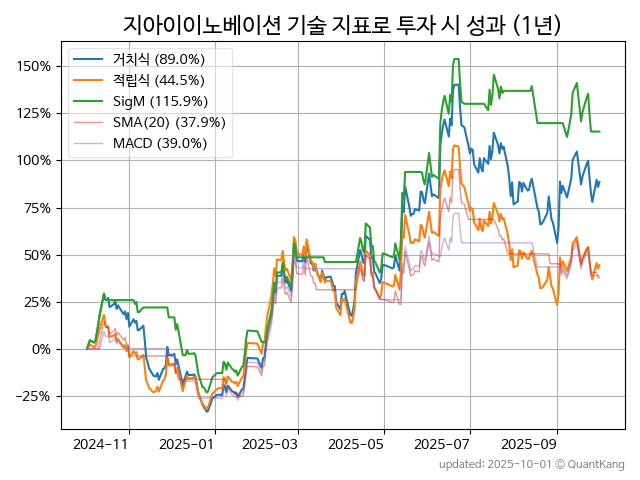 지아이이노베이션 기술 지표로 투자 시 성과 (1년)
거치식 (89.0%)
적립식 (44.5%)
SigM (115.9%)
SMA(20) (37.9%)
MACD (39.0%)
150%
125%
100%
75%
50%
25%
0%
−25%
2024-11
2025-01
2025-03
2025-05
2025-07
2025-09
updated: 2025-10-01 © QuantKang